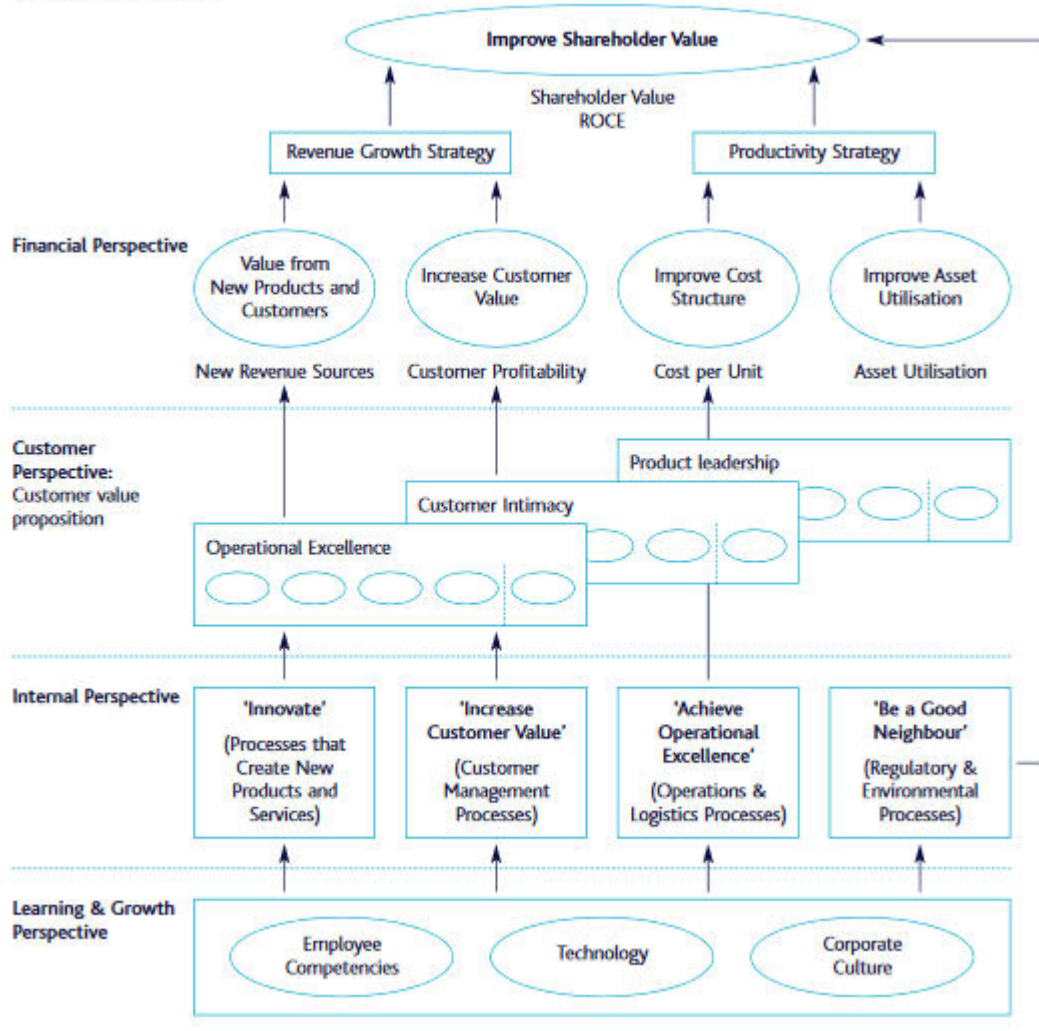 Improve Shareholder Value
Shareholder Value
ROCE
Revenue Growth Strategy
Productivity Strategy
Financial Perspective
Value from
New Products and
Customers
Increase Customer
Value
Improve Cost
Structure
Improve Asset
Utilisation
New Revenue Sources
Customer Profitability
Cost per Unit
Asset Utilisation
Customer
Perspective:
Customer value
proposition
Product leadership
Customer Intimacy
Operational Excellence
Internal Perspective
'Innovate'
(Processes that
Create New
Products and
Services)
'Increase
Customer Value'
(Customer
Management
Processes)
'Achieve
Operational
Excellence'
(Operations &
Logistics Processes)
'Be a Good
Neighbour'
(Regulatory &
Environmental
Processes)
Learning & Growth
Perspective
Employee
Competencies
Technology
Corporate
Culture